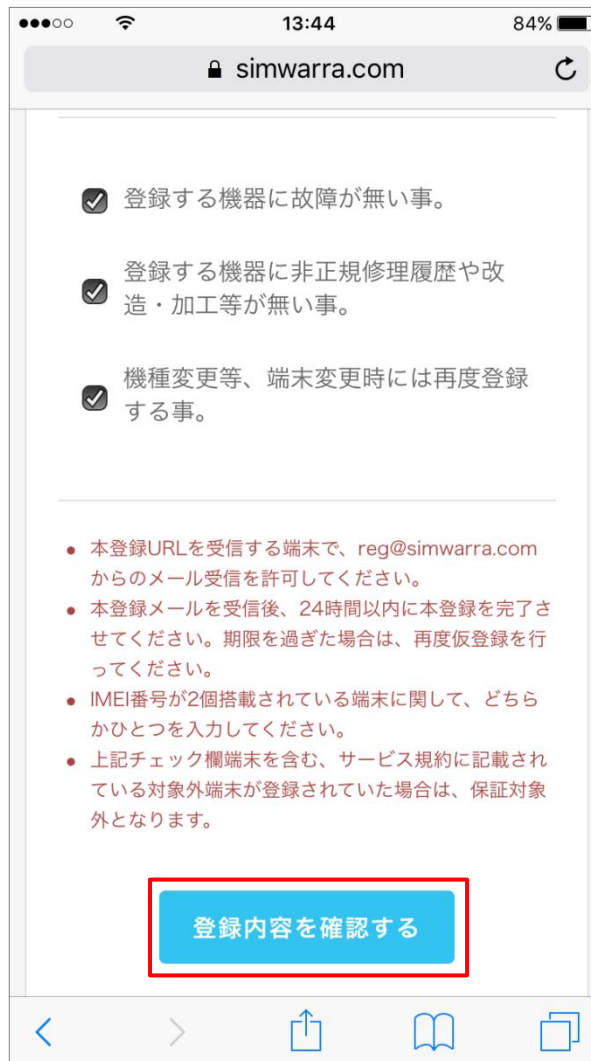 13:44
84%
simwarra.com
登録する機器に故障が無い事。
登録する機器に非正規修理履歴や改
造・加工等が無い事。
機種変更等、端末変更時には再度登録
する事。
• 本登録URLを受信する端末で、reg@simwarra.com
からのメール受信を許可してください。
• 本登録メールを受信後、24時間以内に本登録を完了さ
せてください。期限を過ぎた場合は、再度仮登録を行
ってください。
• IMEI番号が2個搭載されている端末に関して、どちら
かひとつを入力してください。
• 上記チェック欄端末を含む、サービス規約に記載され
ている対象外端末が登録されていた場合は、保証対象
外となります。
登録内容を確認する